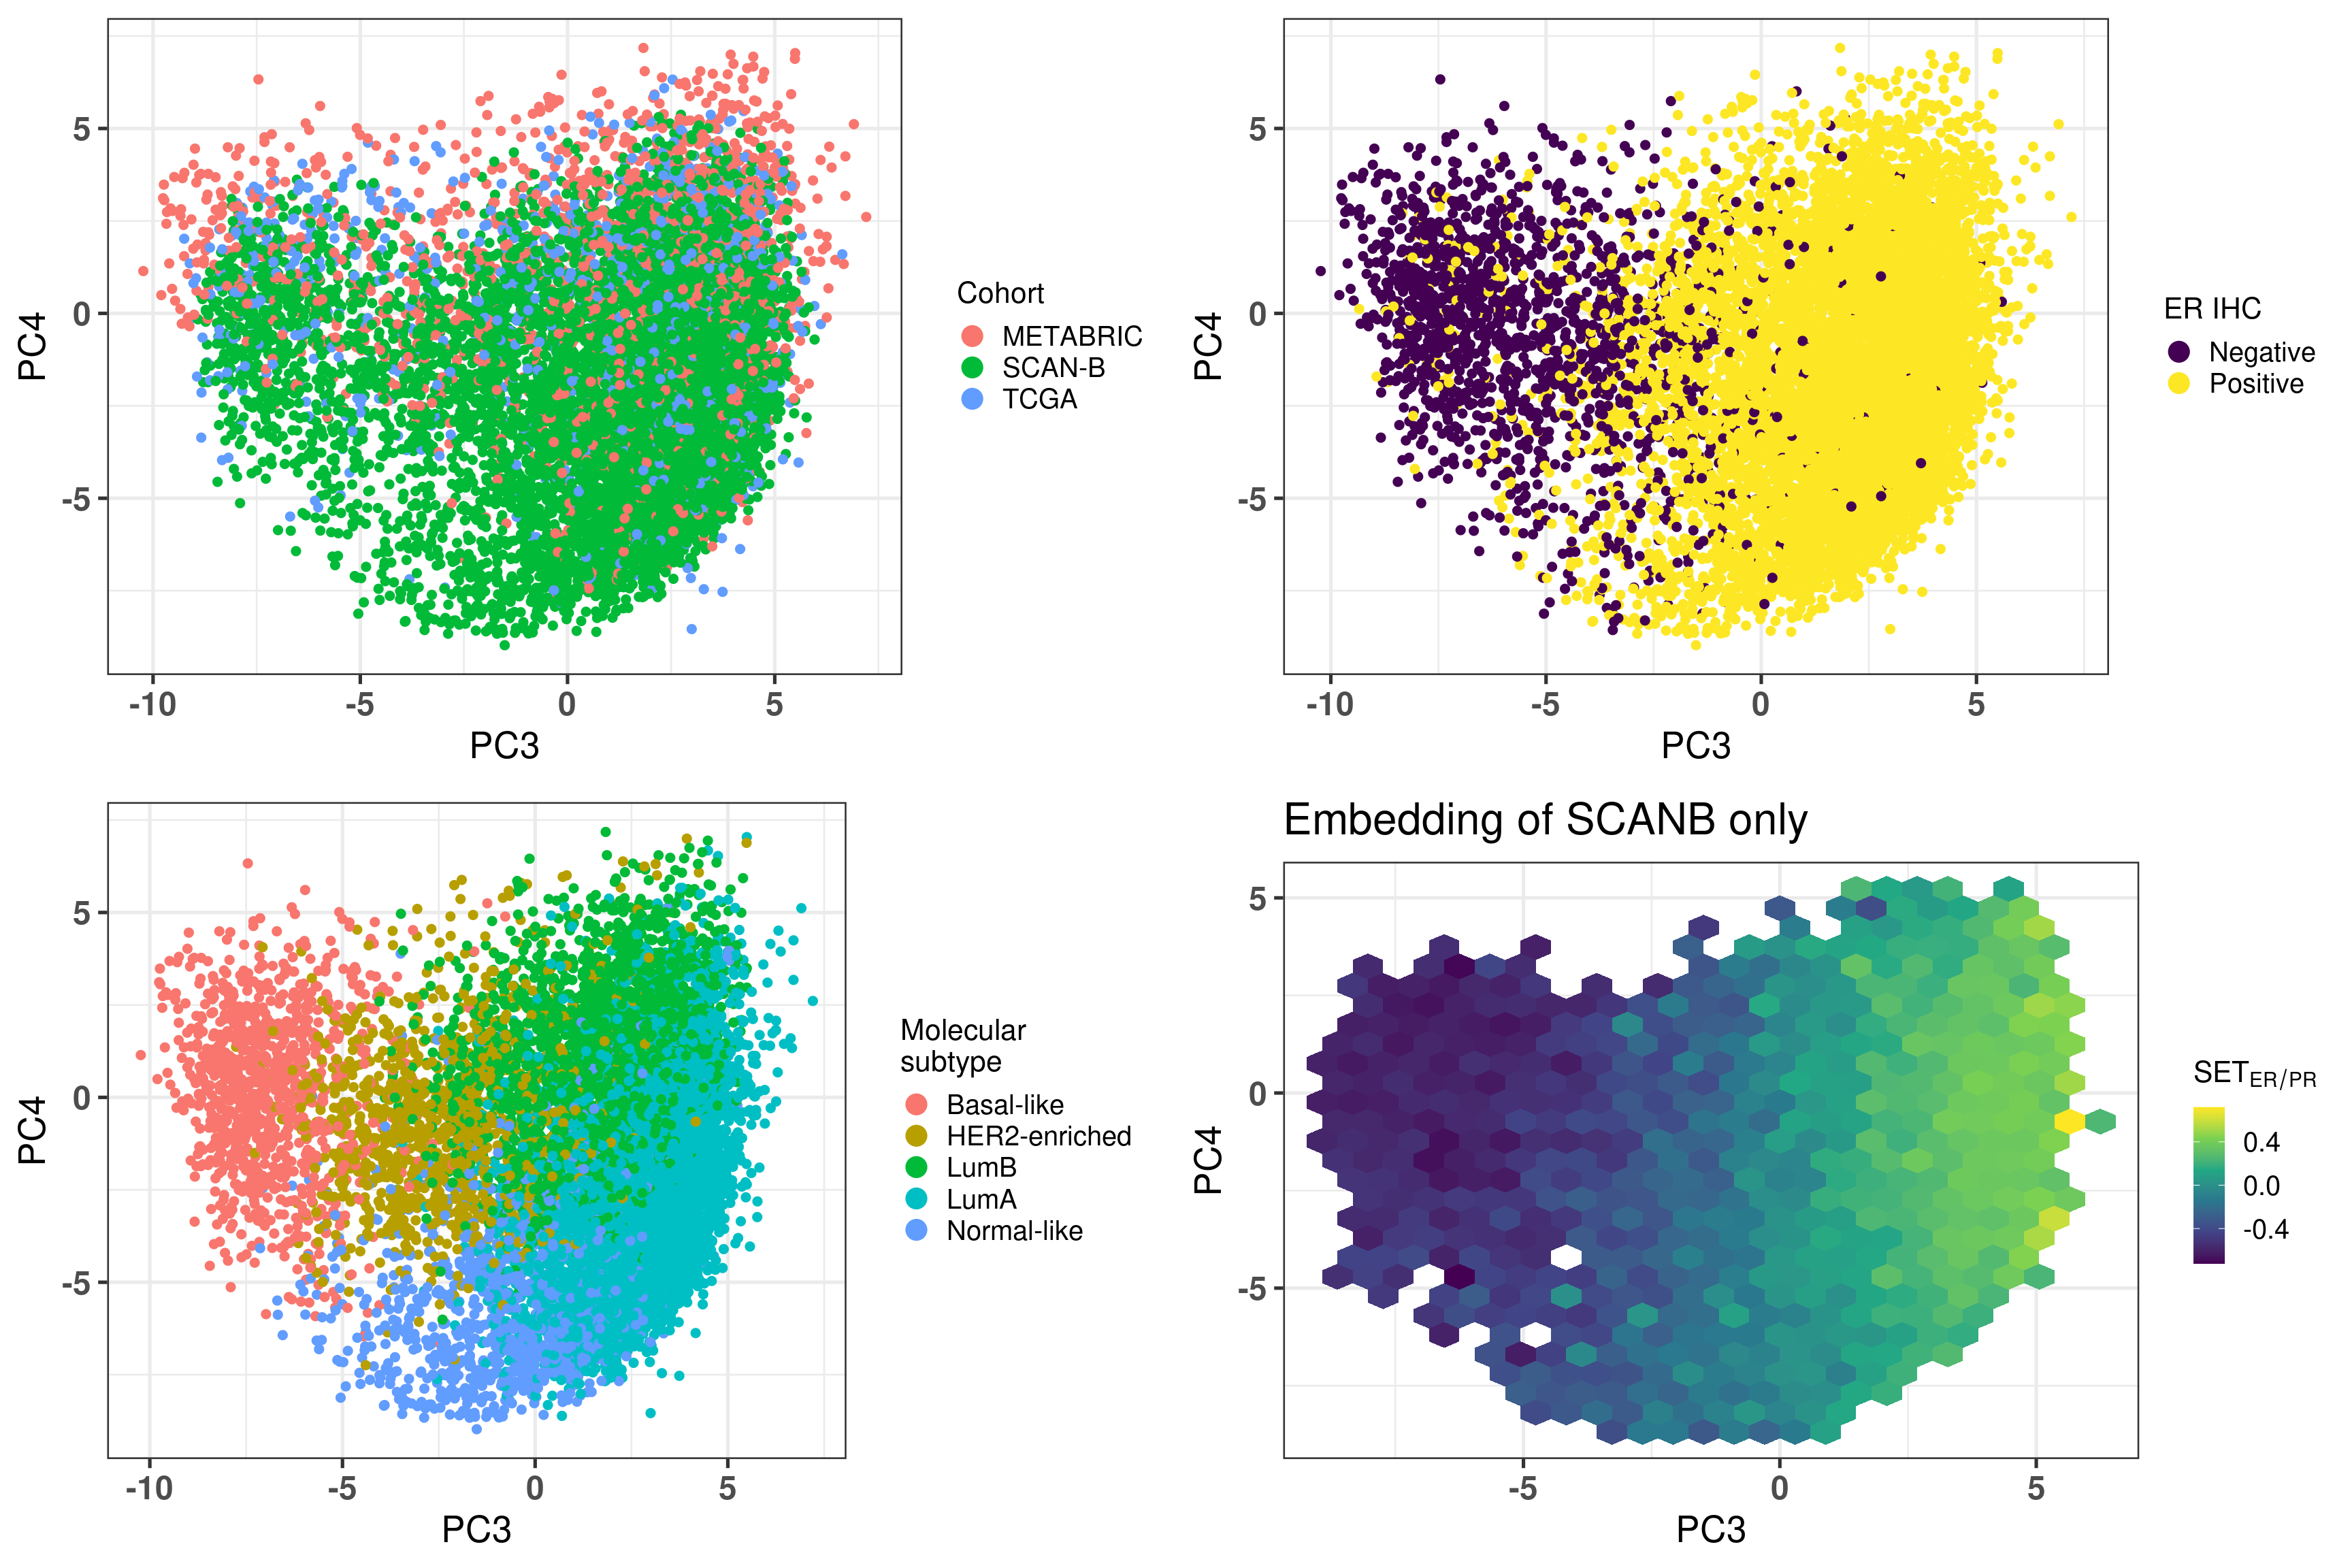 5
0
-5
-10
-5
0
5
PC3
PC4
Cohort
METABRIC
SCAN-B
TCGA
5
0
-5
-10
-5
0
5
PC3
PC4
ER IHC
Negative
Positive
5
0
-5
-10
-5
0
5
PC3
PC4
Molecular
subtype
Basal-like
HER2-enriched
LumB
LumA
Normal-like
Embedding of SCANB only
5
0
-5
-5
0
5
PC3
PC4
SETER/PR
0.4
0.0
-0.4